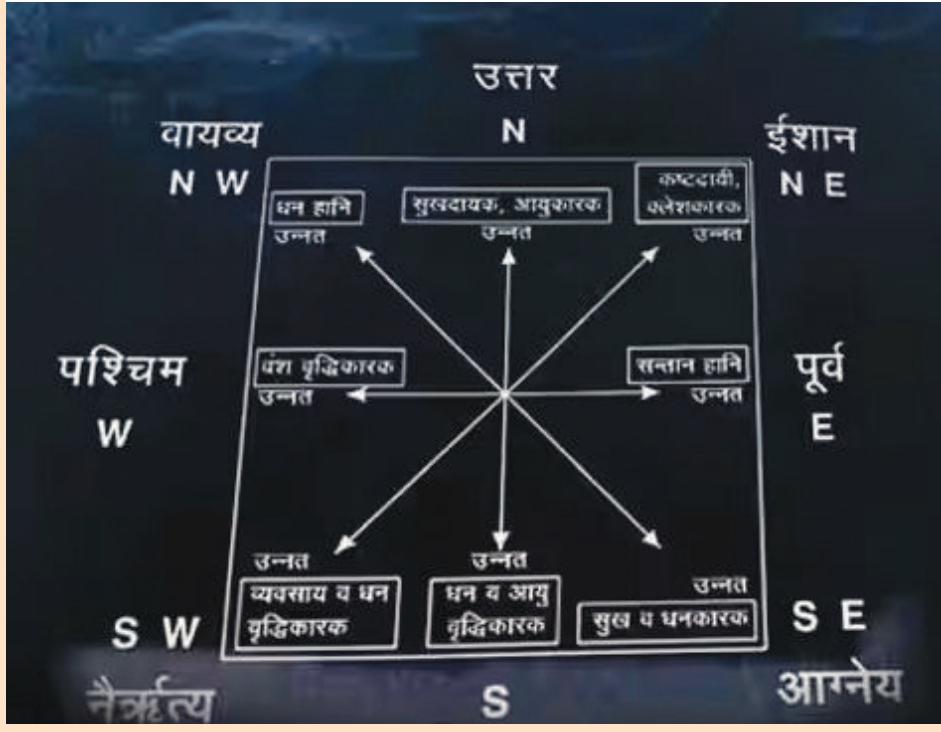 उत्तर
वायव्य N ईशान
N W N E
धन हानि सुखदायक, आयुकारक कष्टदायी,
क्लेशकारक
उन्नत उन्नत उन्नत
पश्चिम वंश वृद्धिकारक सन्तान हानि पूर्व
उन्नत उन्नत
W E
उन्नत उन्नत उन्नत
व्यवसाय व धन धन व आयु
वृद्धिकारक वृद्धिकारक सुख व धनकारक
S W S E
नैर्ऋत्य S आग्नेय